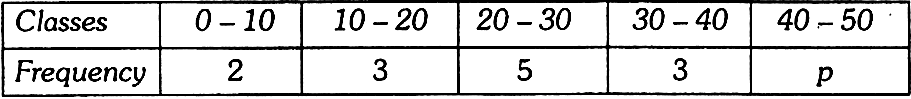 Classes 0 – 10 10 – 20 20 – 30 30 – 40 40 – 50
Frequency 2 3 5 3 p